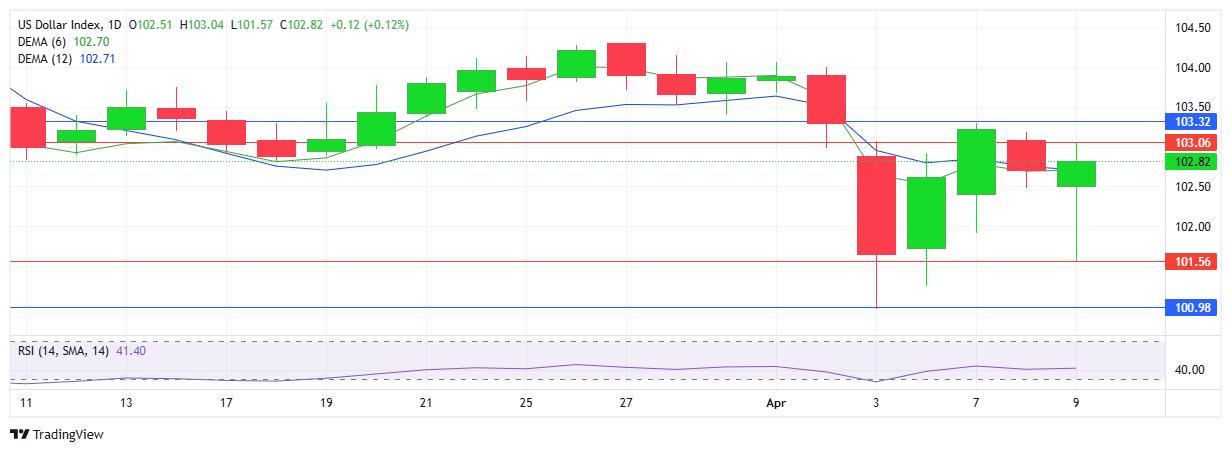 US Dollar Index, 1D O102.51 H103.04 L101.57 C102.82 +0.12 (+0.12%)
DEMA (6) 102.70
DEMA (12) 102.71
104.50
104.00
103.50
103.32
103.06
102.82
102.50
102.00
101.56
100.98
RSI (14, SMA, 14) 41.40
40.00
11 13 17 19 21 25 27 Apr 3 7 9
TradingView